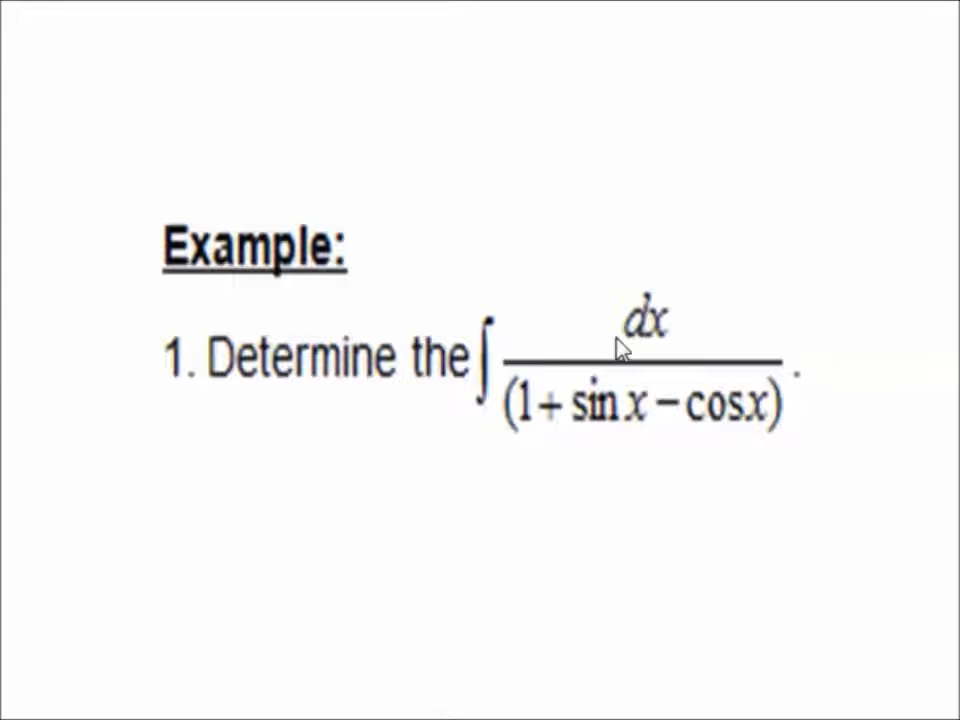 Example:
1. Determine the ∫ dx / (1 + sin x − cos x) .